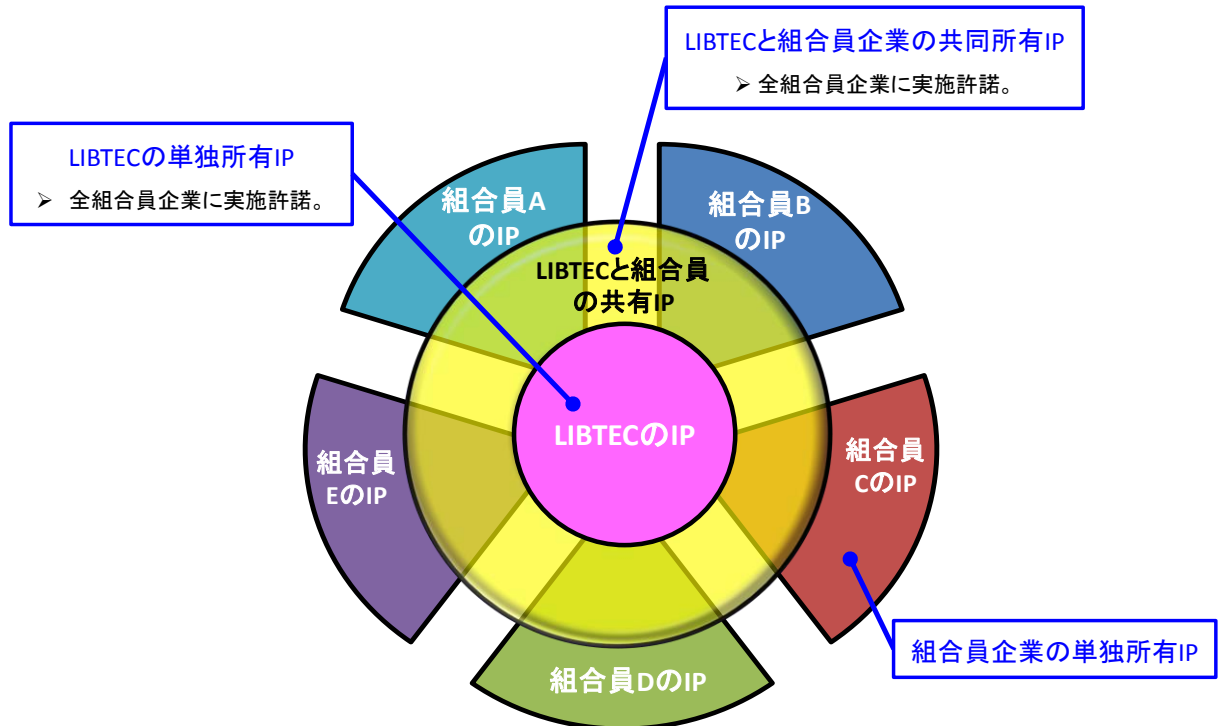 LIBTECと組合員企業の共同所有IP
➢ 全組合員企業に実施許諾。
LIBTECの単独所有IP
➢ 全組合員企業に実施許諾。
組合員A
のIP
組合員B
のIP
LIBTECと組合員
の共有IP
LIBTECのIP
組合員
EのIP
組合員
CのIP
組合員DのIP
組合員企業の単独所有IP